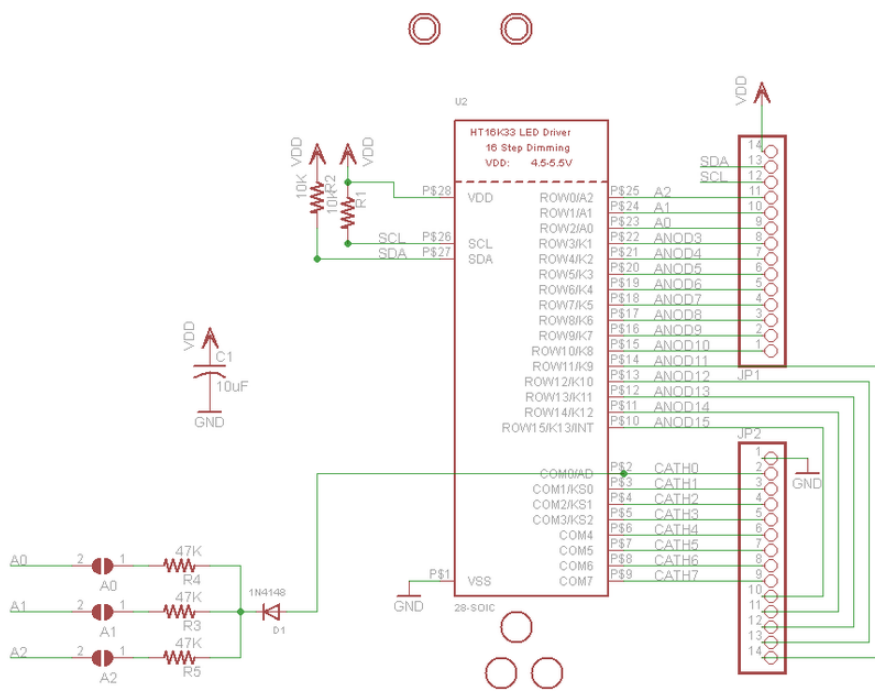 U2
HT16K33 LED Driver
16 Step Dimming
VDD: 4.5-5.5V
VDD
VDD
10K
R2
10K
R1
SCL
SDA
P$28
P$26
P$27
VDD
SCL
SDA
ROW0/A2
ROW1/A1
ROW2/A0
ROW3/K1
ROW4/K2
ROW5/K3
ROW6/K4
ROW7/K5
ROW8/K6
ROW9/K7
ROW10/K8
ROW11/K9
ROW12/K10
ROW13/K11
ROW14/K12
ROW15/K13/INT
P$25 A2
P$24 A1
P$23 A0
P$22 ANOD3
P$21 ANOD4
P$20 ANOD5
P$19 ANOD6
P$18 ANOD7
P$17 ANOD8
P$16 ANOD9
P$15 ANOD10
P$14 ANOD11
P$13 ANOD12
P$12 ANOD13
P$11 ANOD14
P$10 ANOD15
VDD
SDA
SCL
14
13
12
11
10
9
8
7
6
5
4
3
2
1
JP1
VDD
C1
10uF
GND
COM0/AD
COM1/KS0
COM2/KS1
COM3/KS2
COM4
COM5
COM6
COM7
P$2 CATH0
P$3 CATH1
P$4 CATH2
P$5 CATH3
P$6 CATH4
P$7 CATH5
P$8 CATH6
P$9 CATH7
JP2
1
2
3
4
5
6
7
8
9
10
11
12
13
14
GND
A0
2 1
A0
47K
R4
A1
2 1
A1
47K
R3
A2
2 1
A2
47K
R5
1N4148
D1
P$1
VSS
GND
28-SOIC